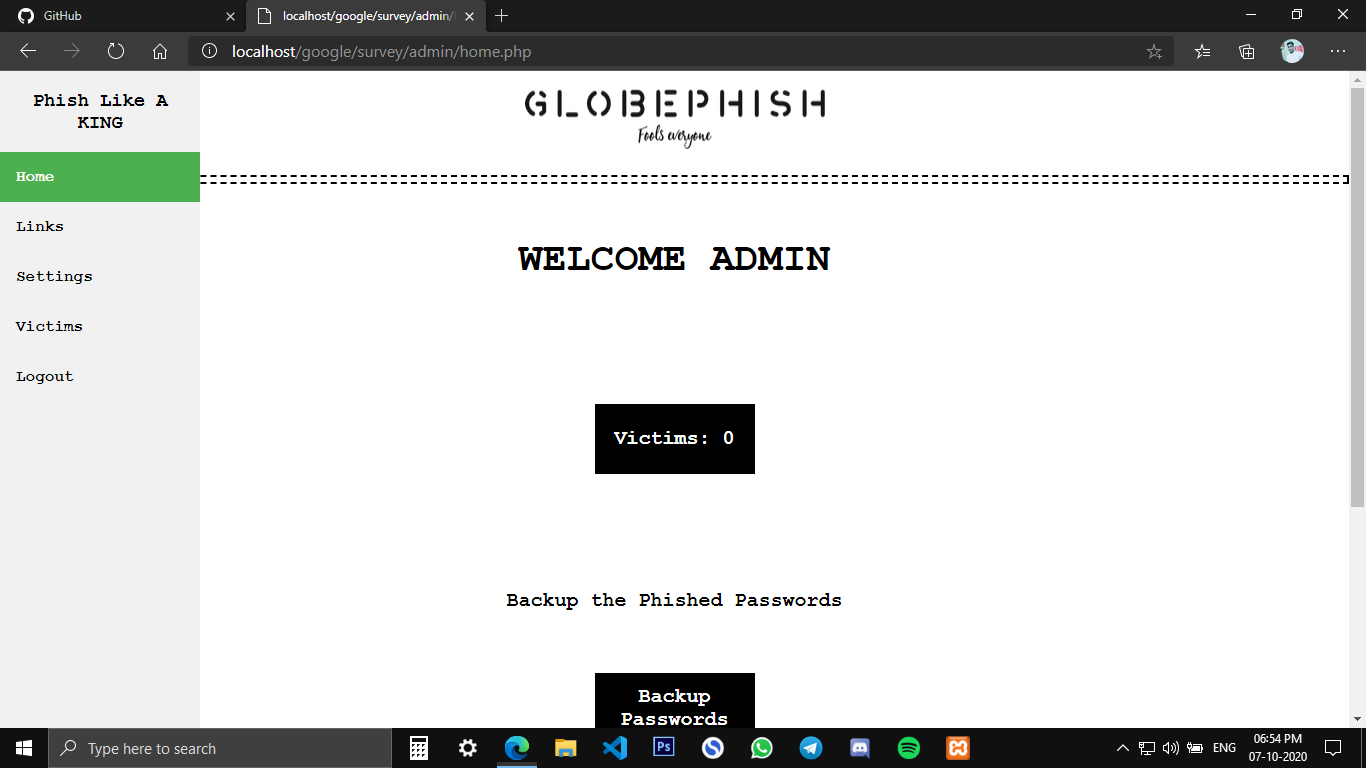 GitHub
localhost/google/survey/admin/
localhost/google/survey/admin/home.php
Phish Like A
KING
Home
Links
Settings
Victims
Logout
GLOBEPHISH
Fools everyone
WELCOME ADMIN
Victims: 0
Backup the Phished Passwords
Backup
Passwords
Type here to search
Ps
ENG
06:54 PM
07-10-2020